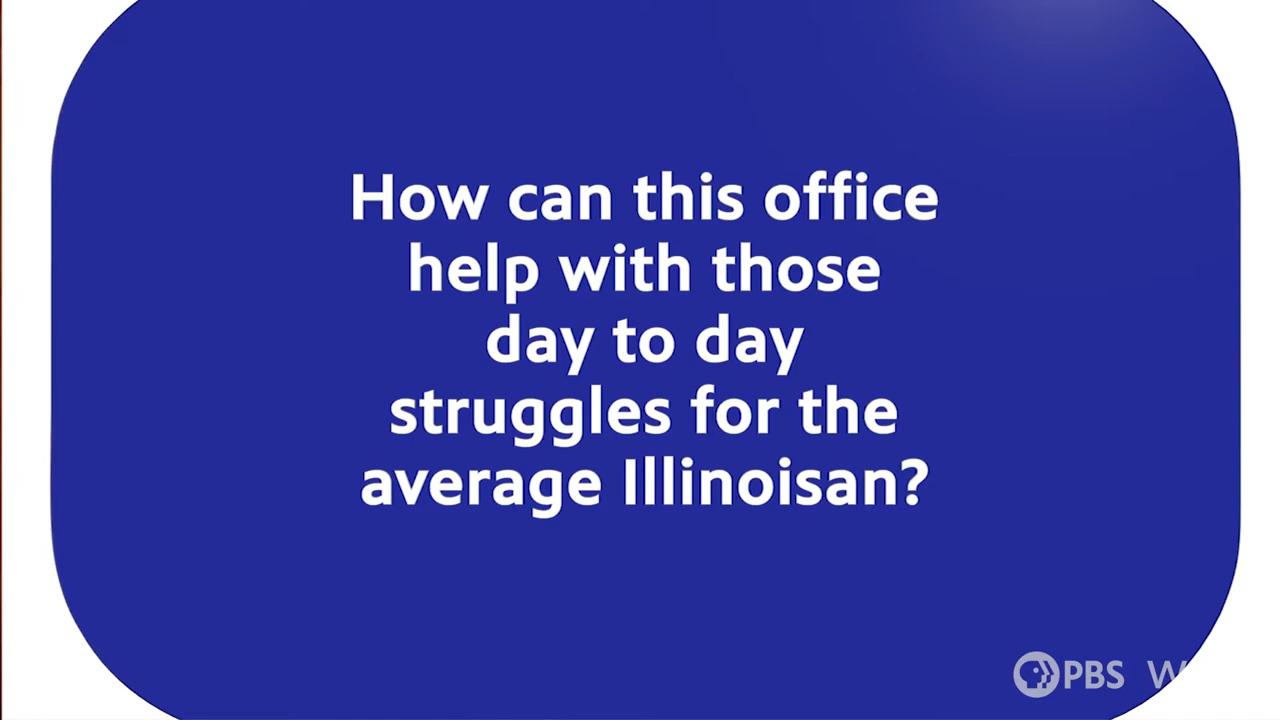 How can this office
help with those
day to day
struggles for the
average Illinoisan?
PBS W